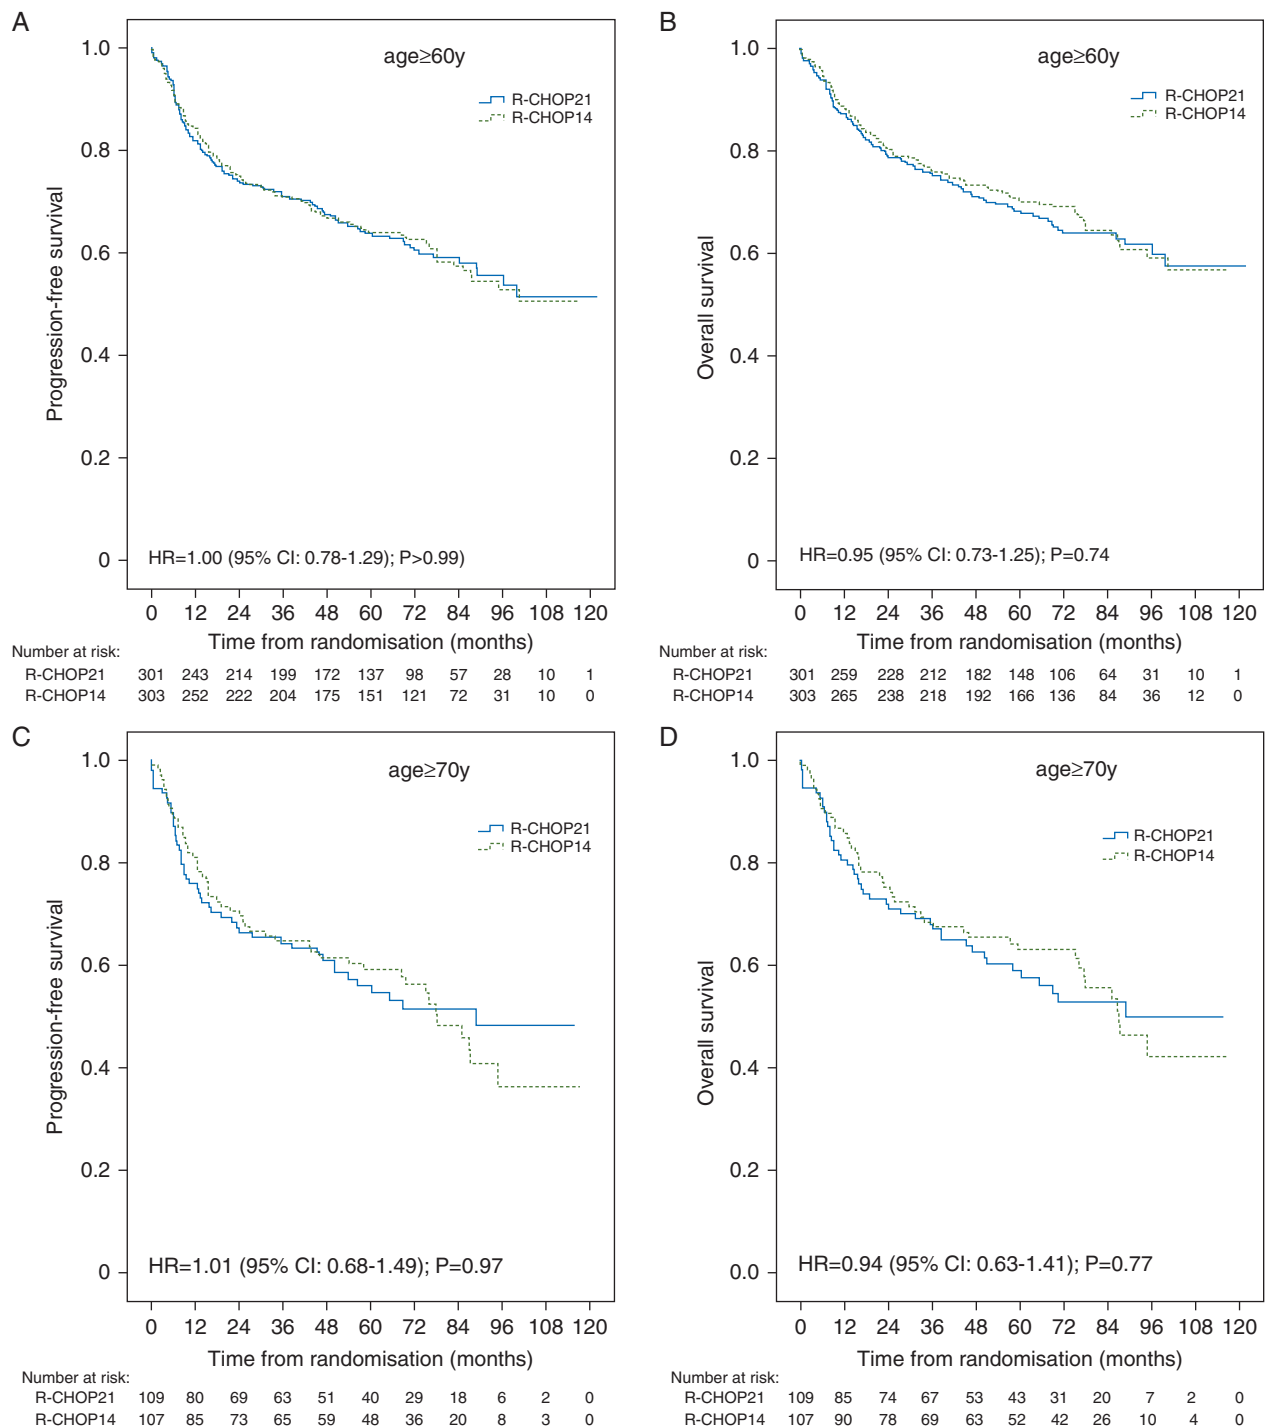 A
age≥60y
R-CHOP21
R-CHOP14
Progression-free survival
1.0
0.8
0.6
0.4
0.2
0
HR=1.00 (95% CI: 0.78-1.29); P>0.99)
0 12 24 36 48 60 72 84 96 108 120
Time from randomisation (months)
Number at risk:
R-CHOP21 301 243 214 199 172 137 98 57 28 10 1
R-CHOP14 303 252 222 204 175 151 121 72 31 10 0
B
age≥60y
R-CHOP21
R-CHOP14
Overall survival
1.0
0.8
0.6
0.4
0.2
0
HR=0.95 (95% CI: 0.73-1.25); P=0.74
0 12 24 36 48 60 72 84 96 108 120
Time from randomisation (months)
Number at risk:
R-CHOP21 301 259 228 212 182 148 106 64 31 10 1
R-CHOP14 303 265 238 218 192 166 136 84 36 12 0
C
age≥70y
R-CHOP21
R-CHOP14
Progression-free survival
1.0
0.8
0.6
0.4
0.2
0
HR=1.01 (95% CI: 0.68-1.49); P=0.97
0 12 24 36 48 60 72 84 96 108 120
Time from randomisation (months)
Number at risk:
R-CHOP21 109 80 69 63 51 40 29 18 6 2 0
R-CHOP14 107 85 73 65 59 48 36 20 8 3 0
D
age≥70y
R-CHOP21
R-CHOP14
Overall survival
1.0
0.8
0.6
0.4
0.2
0.0
HR=0.94 (95% CI: 0.63-1.41); P=0.77
0 12 24 36 48 60 72 84 96 108 120
Time from randomisation (months)
Number at risk:
R-CHOP21 109 85 74 67 53 43 31 20 7 2 0
R-CHOP14 107 90 78 69 63 52 42 26 10 4 0